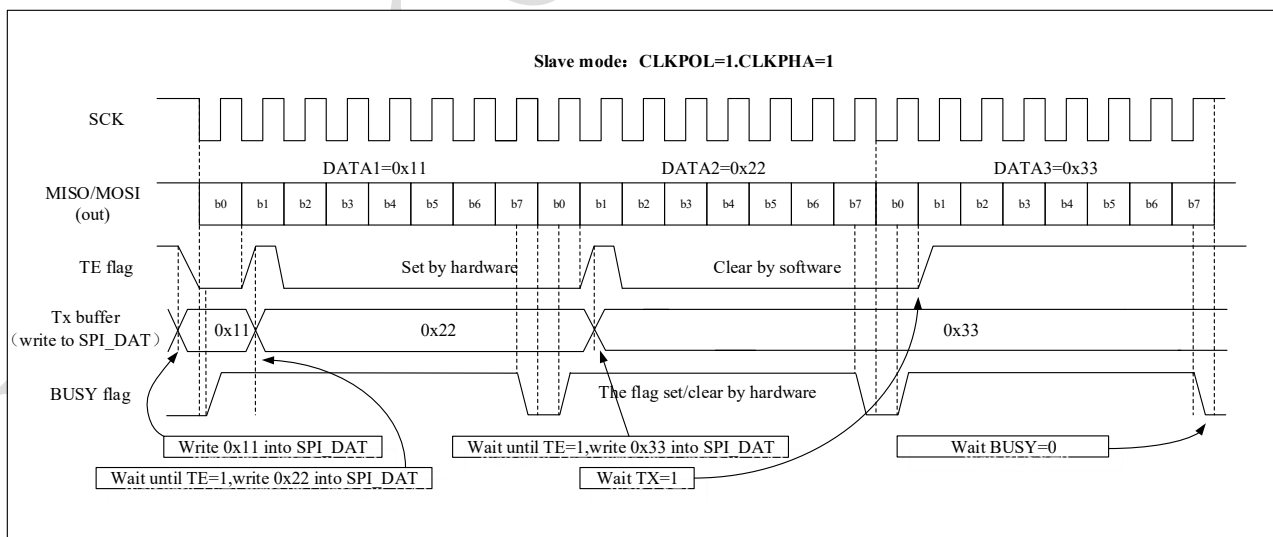 Slave mode：CLKPOL=1.CLKPHA=1
SCK
DATA1=0x11 DATA2=0x22 DATA3=0x33
MISO/MOSI
(out)
b0 b1 b2 b3 b4 b5 b6 b7 b0 b1 b2 b3 b4 b5 b6 b7 b0 b1 b2 b3 b4 b5 b6 b7
TE flag
Set by hardware
Clear by software
Tx buffer
（write to SPI_DAT）
0x11
0x22
0x33
BUSY flag
The flag set/clear by hardware
Write 0x11 into SPI_DAT
Wait until TE=1,write 0x33 into SPI_DAT
Wait BUSY=0
Wait until TE=1,write 0x22 into SPI_DAT
Wait TX=1